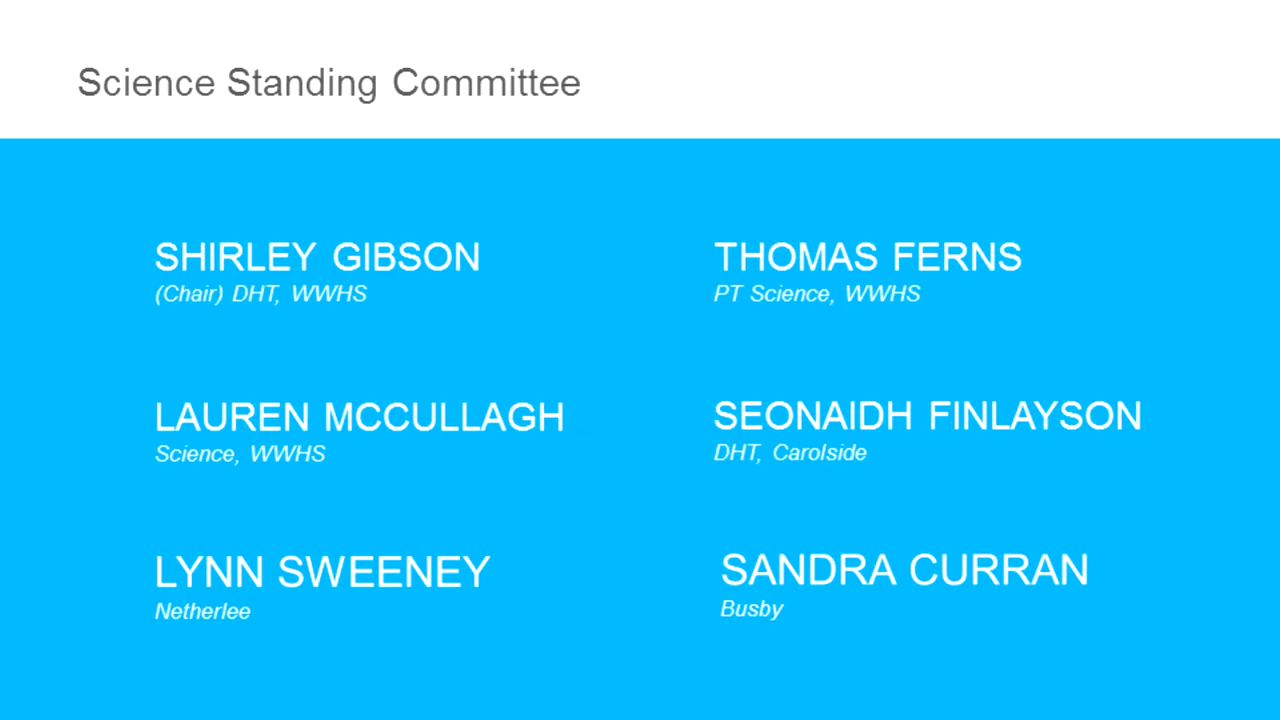 Science Standing Committee
SHIRLEY GIBSON
(Chair) DHT, WWHS
THOMAS FERNS
PT Science, WWHS
LAUREN MCCULLAGH
Science, WWHS
SEONAIDH FINLAYSON
DHT, Carolside
LYNN SWEENEY
Netherlee
SANDRA CURRAN
Busby